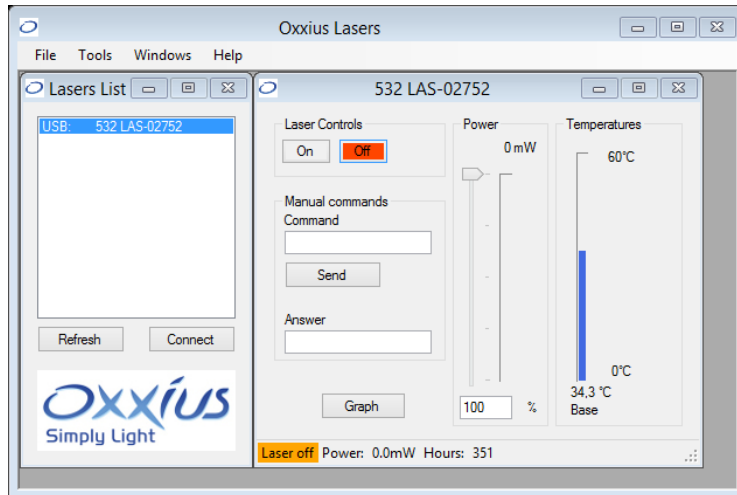 Oxxius Lasers
File Tools Windows Help
Lasers List
USB: 532 LAS-02752
Refresh Connect
Oxxius
Simply Light
532 LAS-02752
Laser Controls
On Off
Manual commands
Command
Send
Answer
Graph
Power
0 mW
100 %
Temperatures
60°C
0°C
34,3 °C
Base
Laser off Power: 0.0mW Hours: 351